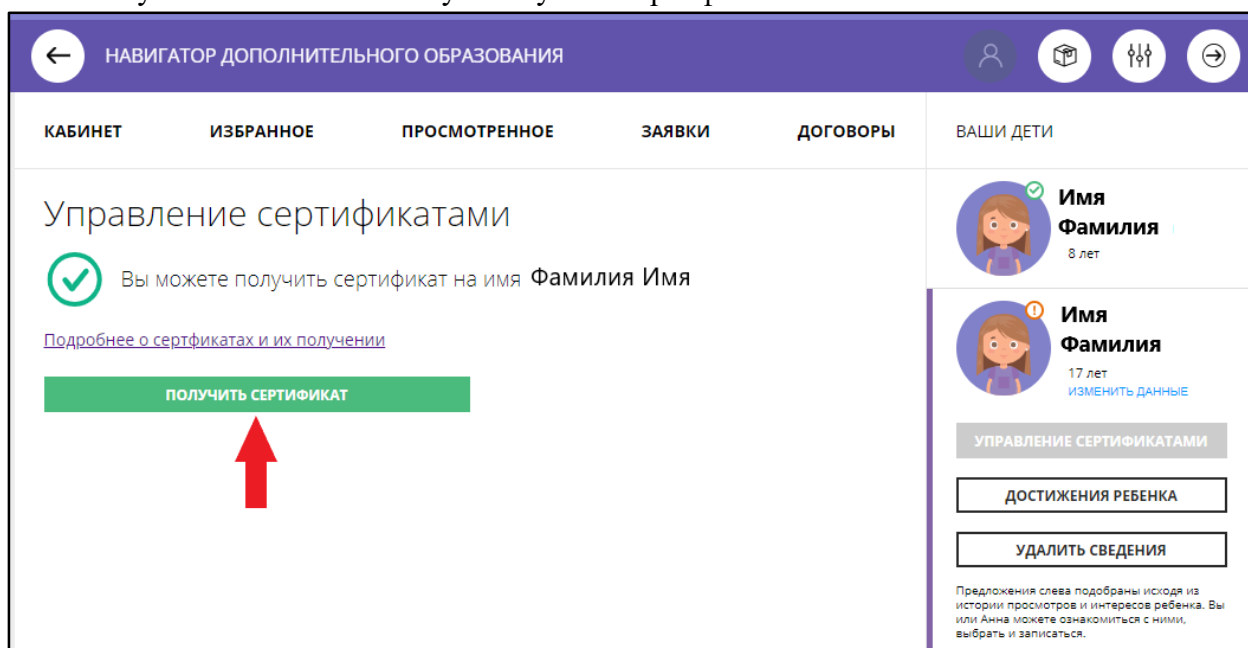 НАВИГАТОР ДОПОЛНИТЕЛЬНОГО ОБРАЗОВАНИЯ
КАБИНЕТ ИЗБРАННОЕ ПРОСМОТРЕННОЕ ЗАЯВКИ ДОГОВОРЫ
Управление сертификатами
Вы можете получить сертификат на имя Фамилия Имя
Подробнее о сертфикатах и их получении
ПОЛУЧИТЬ СЕРТИФИКАТ
ВАШИ ДЕТИ
Имя
Фамилия
8 лет
Имя
Фамилия
17 лет
ИЗМЕНИТЬ ДАННЫЕ
УПРАВЛЕНИЕ СЕРТИФИКАТАМИ
ДОСТИЖЕНИЯ РЕБЕНКА
УДАЛИТЬ СВЕДЕНИЯ
Предложения слева подобраны исходя из
истории просмотров и интересов ребенка. Вы
или Анна можете ознакомиться с ними,
выбрать и записаться.